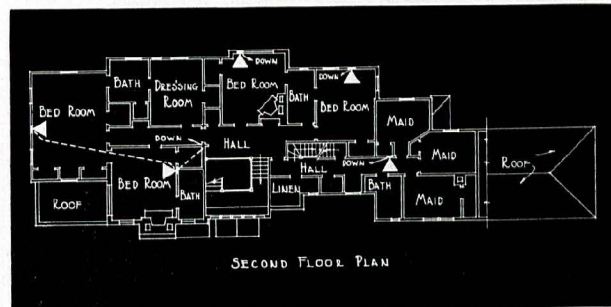 DOWN
DOWN
BATH
DRESSING ROOM
BED ROOM
BATH
BED ROOM
BED ROOM
MAID
DOWN
HALL
HALL
MAID
ROOF
DOWN
BED ROOM
BATH
LINEN
BATH
MAID
ROOF
SECOND FLOOR PLAN